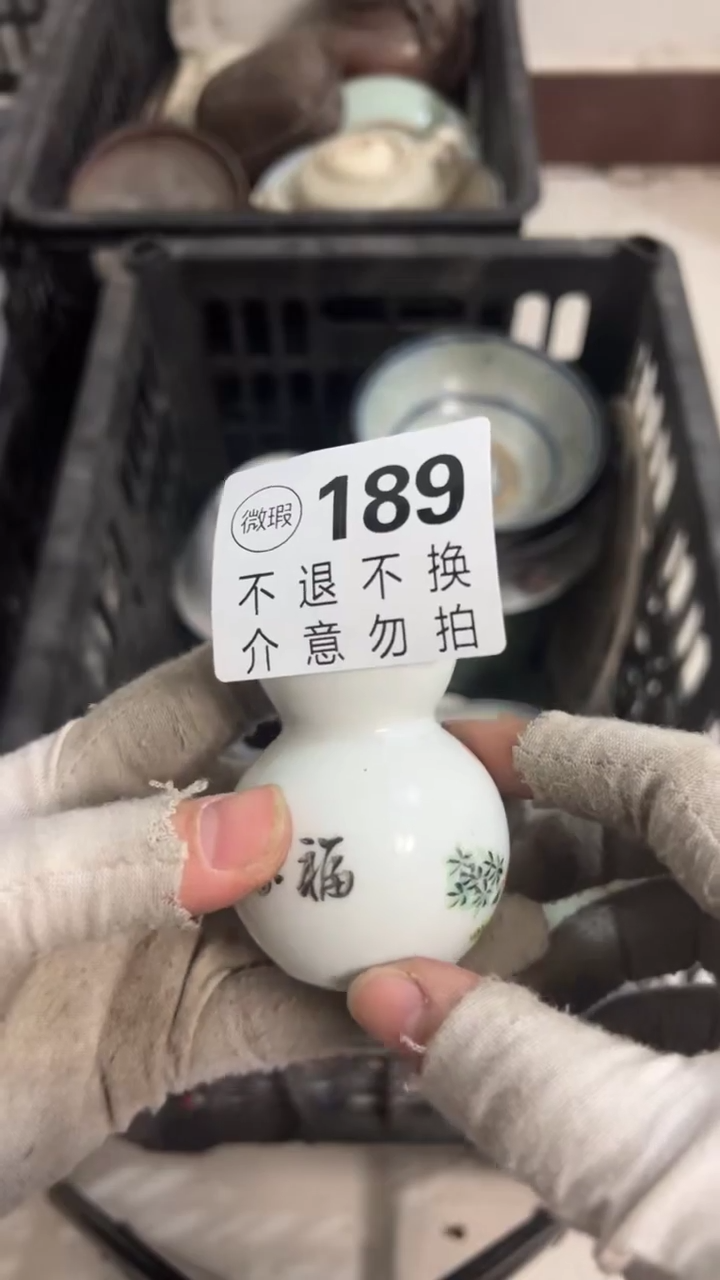 微瑕 189
不退不换
介意勿拍
福